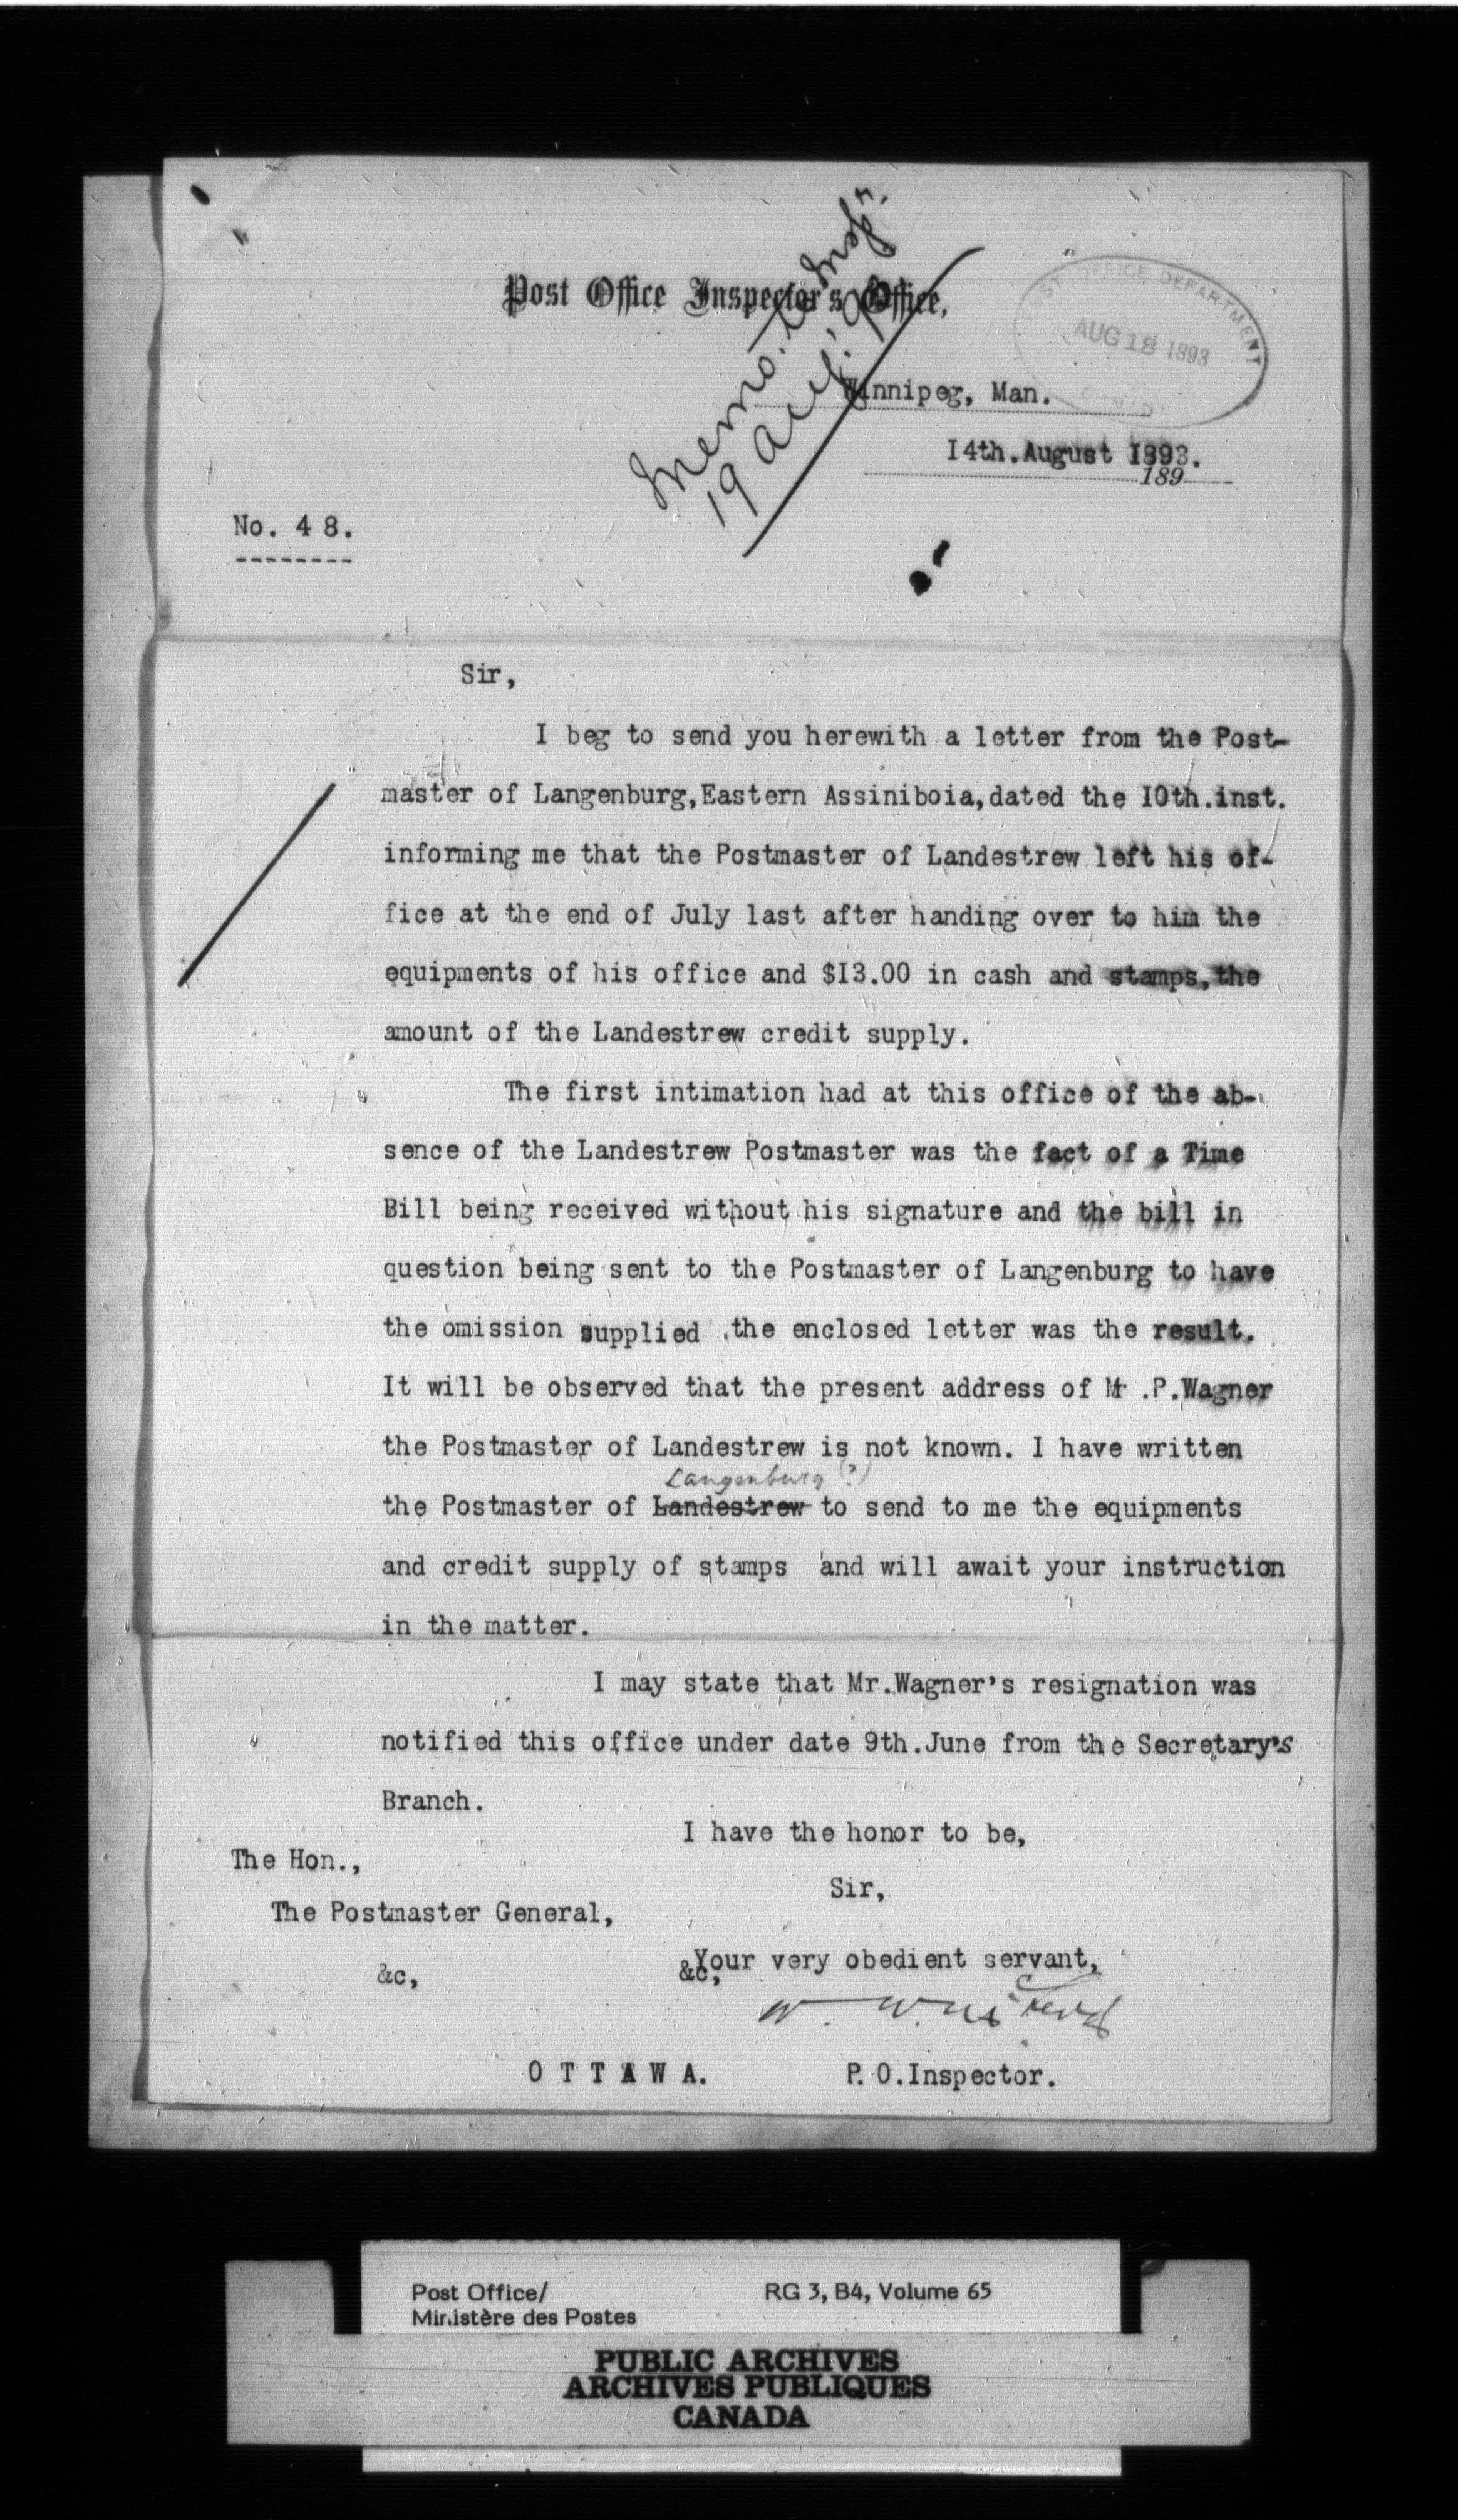 Post Office Inspector's Office,
Memo. to Insp'r.
19 Aug. '93
POST OFFICE DEPARTMENT
AUG 18 1893
CANADA
Winnipeg, Man.
14th.August 1893.
189
No. 4 8.
--------
Sir,
I beg to send you herewith a letter from the Post-
master of Langenburg,Eastern Assiniboia,dated the 10th.inst.
informing me that the Postmaster of Landestrew left his of-
fice at the end of July last after handing over to him the
equipments of his office and $13.00 in cash and stamps,the
amount of the Landestrew credit supply.
The first intimation had at this office of the ab-
sence of the Landestrew Postmaster was the fact of a Time
Bill being received without his signature and the bill in
question being sent to the Postmaster of Langenburg to have
the omission supplied .the enclosed letter was the result.
It will be observed that the present address of Mr .P.Wagner
the Postmaster of Landestrew is not known. I have written
Langenburg (?)
the Postmaster of Landestrew to send to me the equipments
and credit supply of stamps and will await your instruction
in the matter.
I may state that Mr.Wagner's resignation was
notified this office under date 9th.June from the Secretary's
Branch.
I have the honor to be,
The Hon.,
Sir,
The Postmaster General,
Your very obedient servant,
&c, &c,
O T T A W A.
P.O.Inspector.
Post Office/
Ministère des Postes
RG 3, B4, Volume 65
PUBLIC ARCHIVES
ARCHIVES PUBLIQUES
CANADA